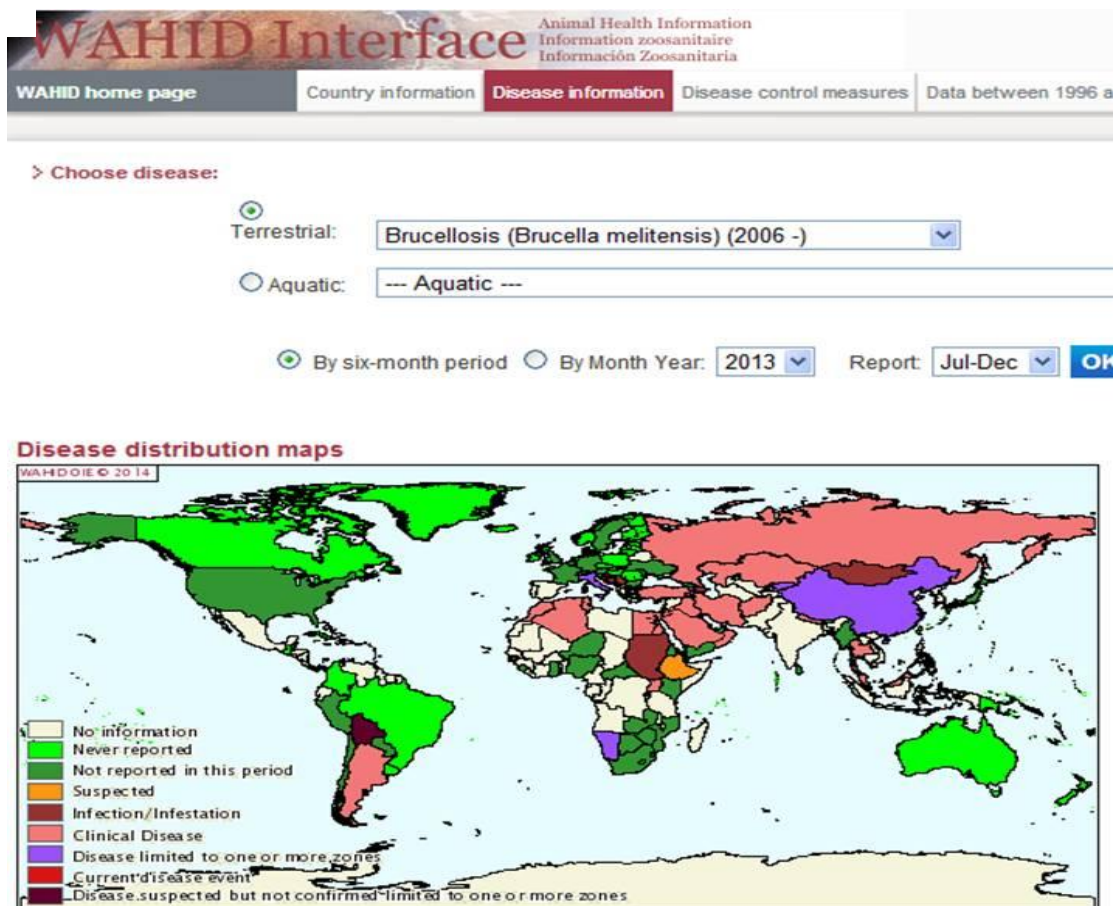 WAHID Interface
Animal Health Information
Information zoosanitaire
Información Zoosanitaria
WAHID home page Country information Disease information Disease control measures Data between 1996 a
> Choose disease:
Terrestrial: Brucellosis (Brucella melitensis) (2006 -)
Aquatic: --- Aquatic ---
By six-month period By Month Year: 2013 Report: Jul-Dec OK
Disease distribution maps
WAHID OIE © 2014
No information
Never reported
Not reported in this period
Suspected
Infection/Infestation
Clinical Disease
Disease limited to one or more zones
Current disease event
Disease suspected but not confirmed limited to one or more zones